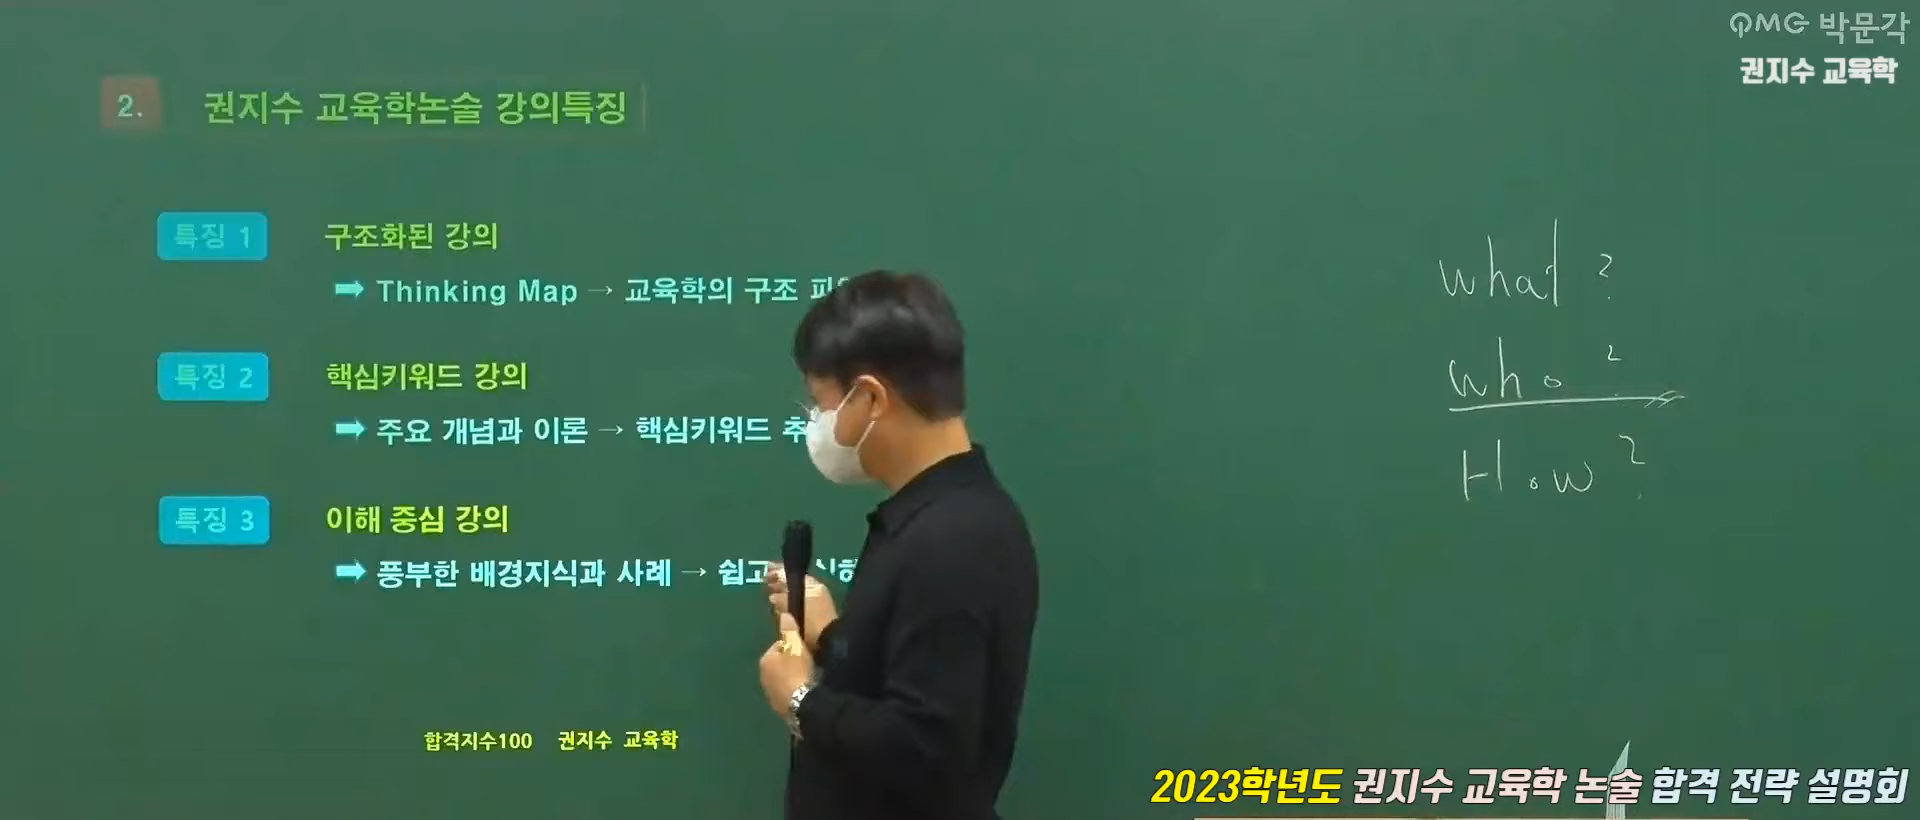 PMG 박문각
권지수 교육학
2. 권지수 교육학논술 강의특징
특징 1 구조화된 강의
➡ Thinking Map → 교육학의 구조
특징 2 핵심키워드 강의
➡ 주요 개념과 이론 → 핵심키워드
특징 3 이해 중심 강의
➡ 풍부한 배경지식과 사례 → 쉽고
합격지수100 권지수 교육학
what ?
who ?
How ?
2023학년도 권지수 교육학 논술 합격 전략 설명회